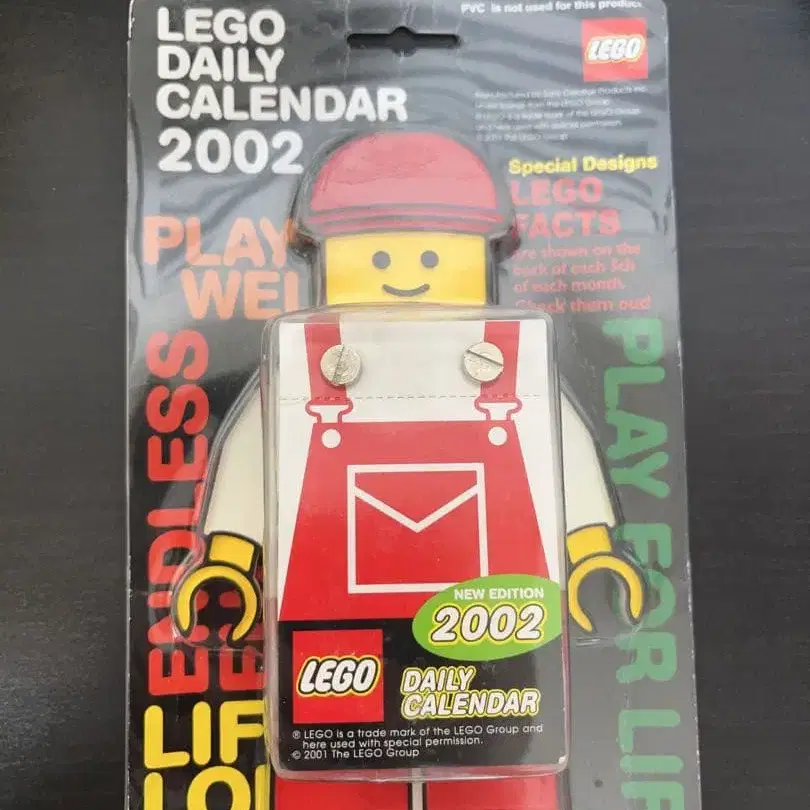 LEGO
DAILY
CALENDAR
2002
PVC is not used for this product
LEGO
Special Designs
LEGO
FACTS
are shown on the
back of each 5th
of each month.
Check them out!
PLAY
WEL
ENDLESS
PLAY FOR LIF
LIF
LO
NEW EDITION
2002
LEGO
DAILY
CALENDAR
® LEGO is a trade mark of the LEGO Group and
here used with special permission.
© 2001 The LEGO Group